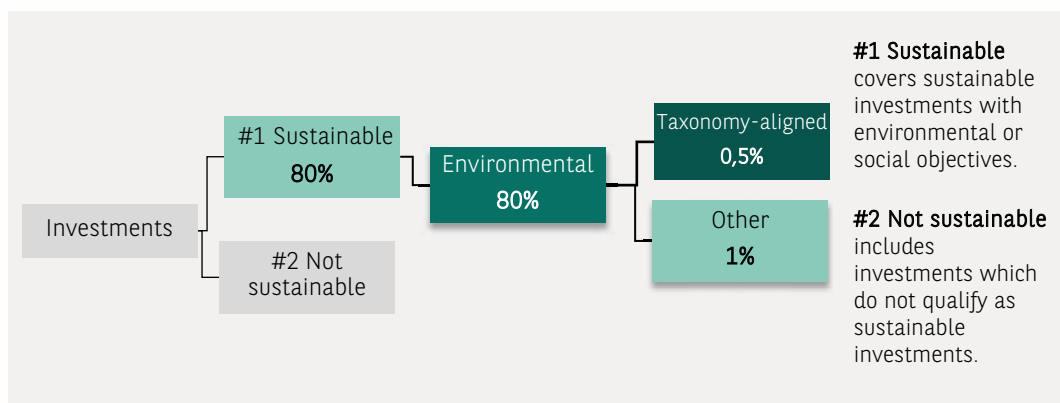 Investments
#1 Sustainable
80%
#2 Not
sustainable
Environmental
80%
Taxonomy-aligned
0,5%
Other
1%
#1 Sustainable
covers sustainable
investments with
environmental or
social objectives.
#2 Not sustainable
includes
investments which
do not qualify as
sustainable
investments.